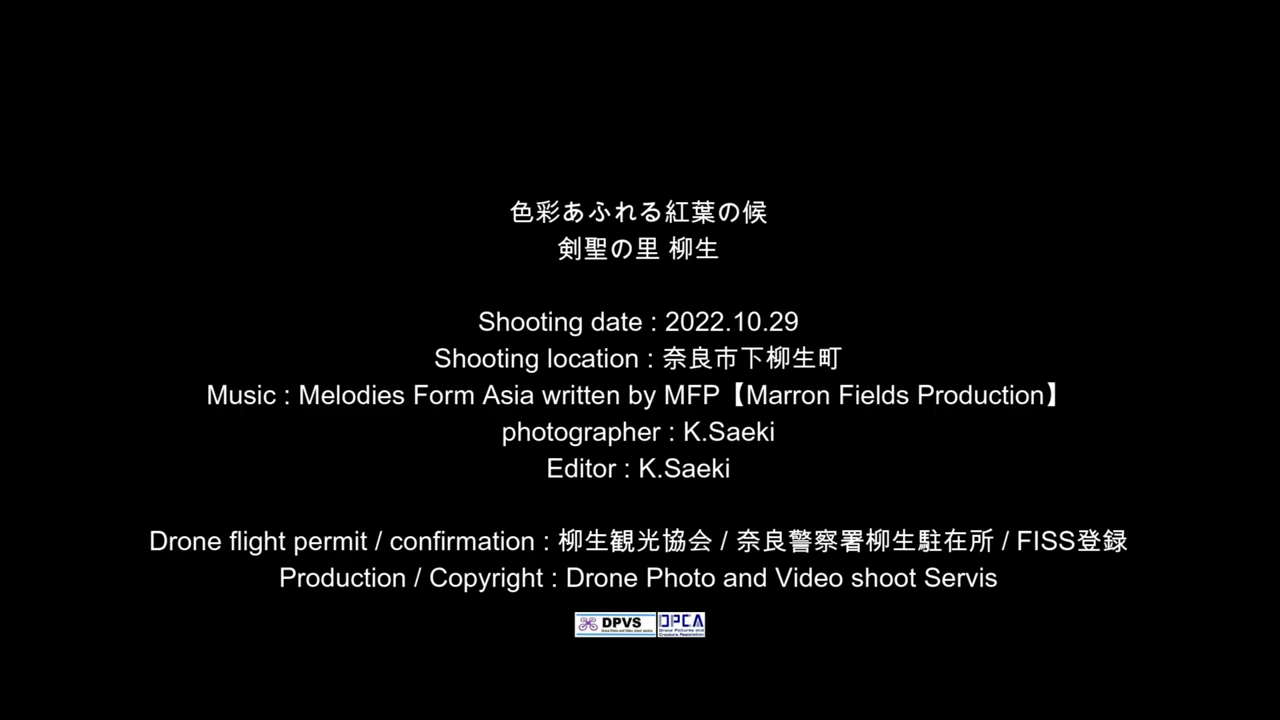 色彩あふれる紅葉の候
剣聖の里 柳生
Shooting date : 2022.10.29
Shooting location : 奈良市下柳生町
Music : Melodies Form Asia written by MFP【Marron Fields Production】
photographer : K.Saeki
Editor : K.Saeki
Drone flight permit / confirmation : 柳生観光協会 / 奈良警察署柳生駐在所 / FISS登録
Production / Copyright : Drone Photo and Video shoot Servis
DPVS
DPCA